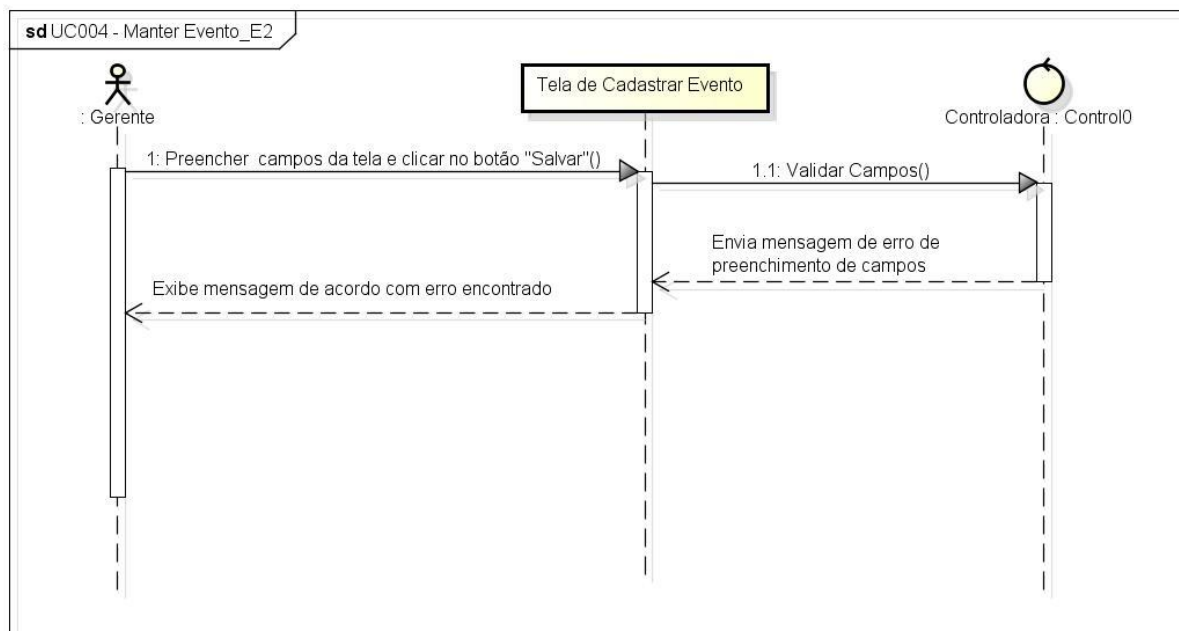 sd UC004 - Manter Evento_E2
: Gerente
Tela de Cadastrar Evento
Controladora : Control0
1: Preencher campos da tela e clicar no botão "Salvar"()
1.1: Validar Campos()
Envia mensagem de erro de
preenchimento de campos
Exibe mensagem de acordo com erro encontrado